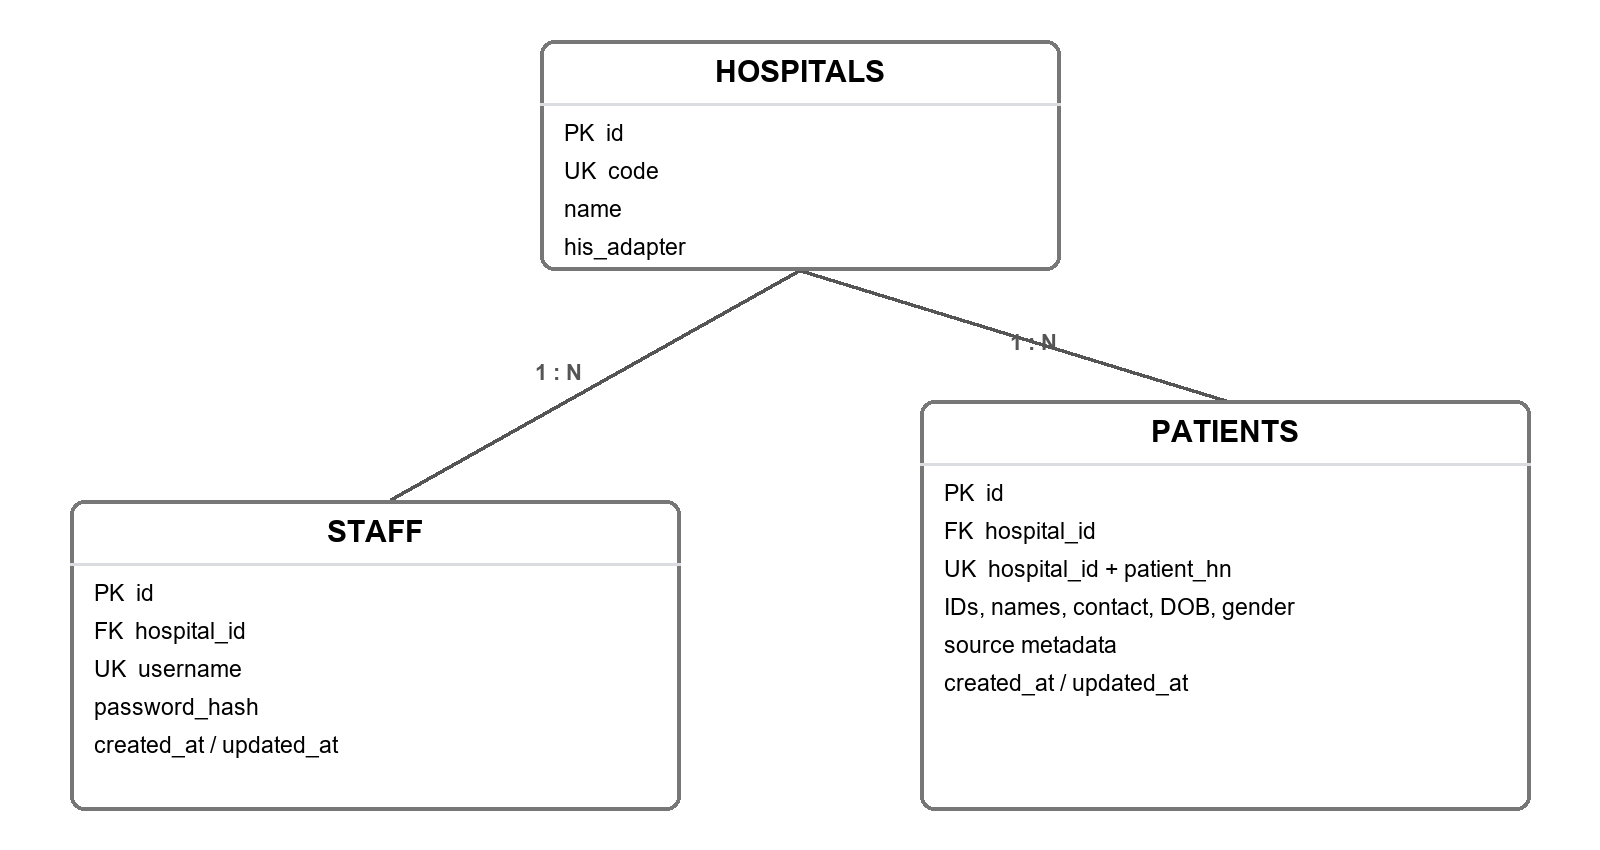 HOSPITALS
PK id
UK code
name
his_adapter
1 : N
1 : N
STAFF
PK id
FK hospital_id
UK username
password_hash
created_at / updated_at
PATIENTS
PK id
FK hospital_id
UK hospital_id + patient_hn
IDs, names, contact, DOB, gender
source metadata
created_at / updated_at